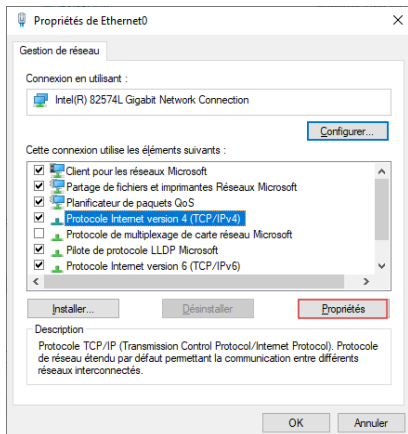 Propriétés de Ethernet0
Gestion de réseau
Connexion en utilisant :
Intel(R) 82574L Gigabit Network Connection
Configurer...
Cette connexion utilise les éléments suivants :
Client pour les réseaux Microsoft
Partage de fichiers et imprimantes Réseaux Microsoft
Planificateur de paquets QoS
Protocole Internet version 4 (TCP/IPv4)
Protocole de multiplexage de carte réseau Microsoft
Pilote de protocole LLDP Microsoft
Protocole Internet version 6 (TCP/IPv6)
Installer... Désinstaller Propriétés
Description
Protocole TCP/IP (Transmission Control Protocol/Internet Protocol). Protocole
de réseau étendu par défaut permettant la communication entre différents
réseaux interconnectés.
OK Annuler